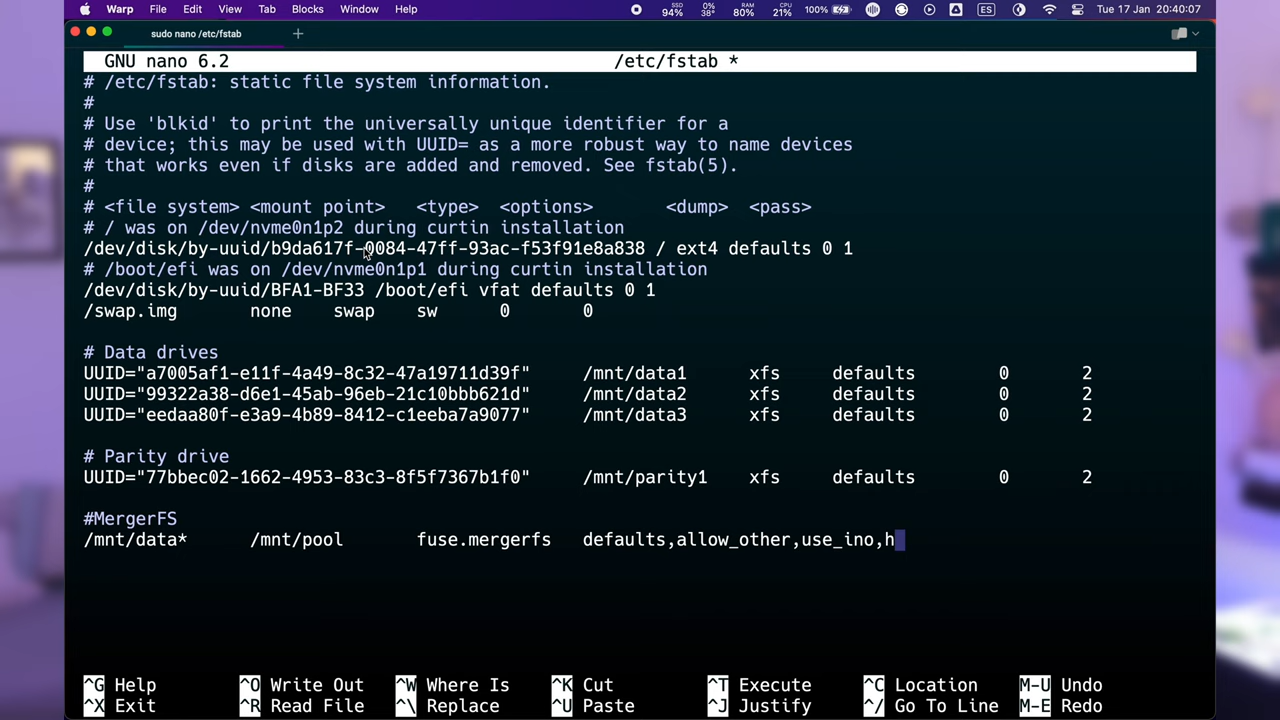 Warp File Edit View Tab Blocks Window Help SSD 94% 0% 38° RAM 80% CPU 21% 100% ES Tue 17 Jan 20:40:07
sudo nano /etc/fstab +
GNU nano 6.2 /etc/fstab *
# /etc/fstab: static file system information.
#
# Use 'blkid' to print the universally unique identifier for a
# device; this may be used with UUID= as a more robust way to name devices
# that works even if disks are added and removed. See fstab(5).
#
# <file system> <mount point> <type> <options> <dump> <pass>
# / was on /dev/nvme0n1p2 during curtin installation
/dev/disk/by-uuid/b9da617f-0084-47ff-93ac-f53f91e8a838 / ext4 defaults 0 1
# /boot/efi was on /dev/nvme0n1p1 during curtin installation
/dev/disk/by-uuid/BFA1-BF33 /boot/efi vfat defaults 0 1
/swap.img none swap sw 0 0
# Data drives
UUID="a7005af1-e11f-4a49-8c32-47a19711d39f" /mnt/data1 xfs defaults 0 2
UUID="99322a38-d6e1-45ab-96eb-21c10bbb621d" /mnt/data2 xfs defaults 0 2
UUID="eedaa80f-e3a9-4b89-8412-c1eeba7a9077" /mnt/data3 xfs defaults 0 2
# Parity drive
UUID="77bbec02-1662-4953-83c3-8f5f7367b1f0" /mnt/parity1 xfs defaults 0 2
#MergerFS
/mnt/data* /mnt/pool fuse.mergerfs defaults,allow_other,use_ino,h
^G Help ^O Write Out ^W Where Is ^K Cut ^T Execute ^C Location M-U Undo
^X Exit ^R Read File ^\ Replace ^U Paste ^J Justify ^/ Go To Line M-E Redo